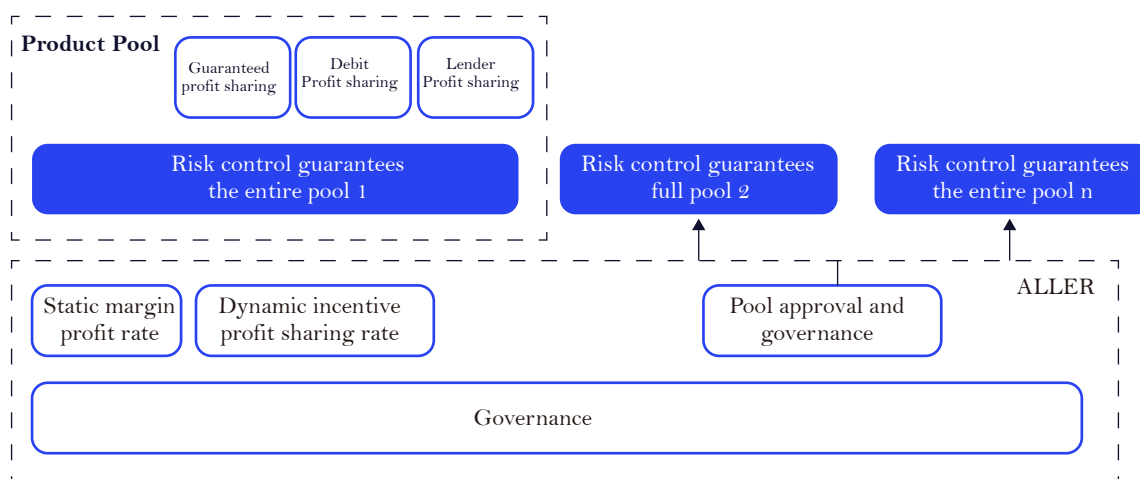 Product Pool
Guaranteed
profit sharing
Debit
Profit sharing
Lender
Profit sharing
Risk control guarantees
the entire pool 1
Risk control guarantees
full pool 2
Risk control guarantees
the entire pool n
ALLER
Static margin
profit rate
Dynamic incentive
profit sharing rate
Pool approval and
governance
Governance